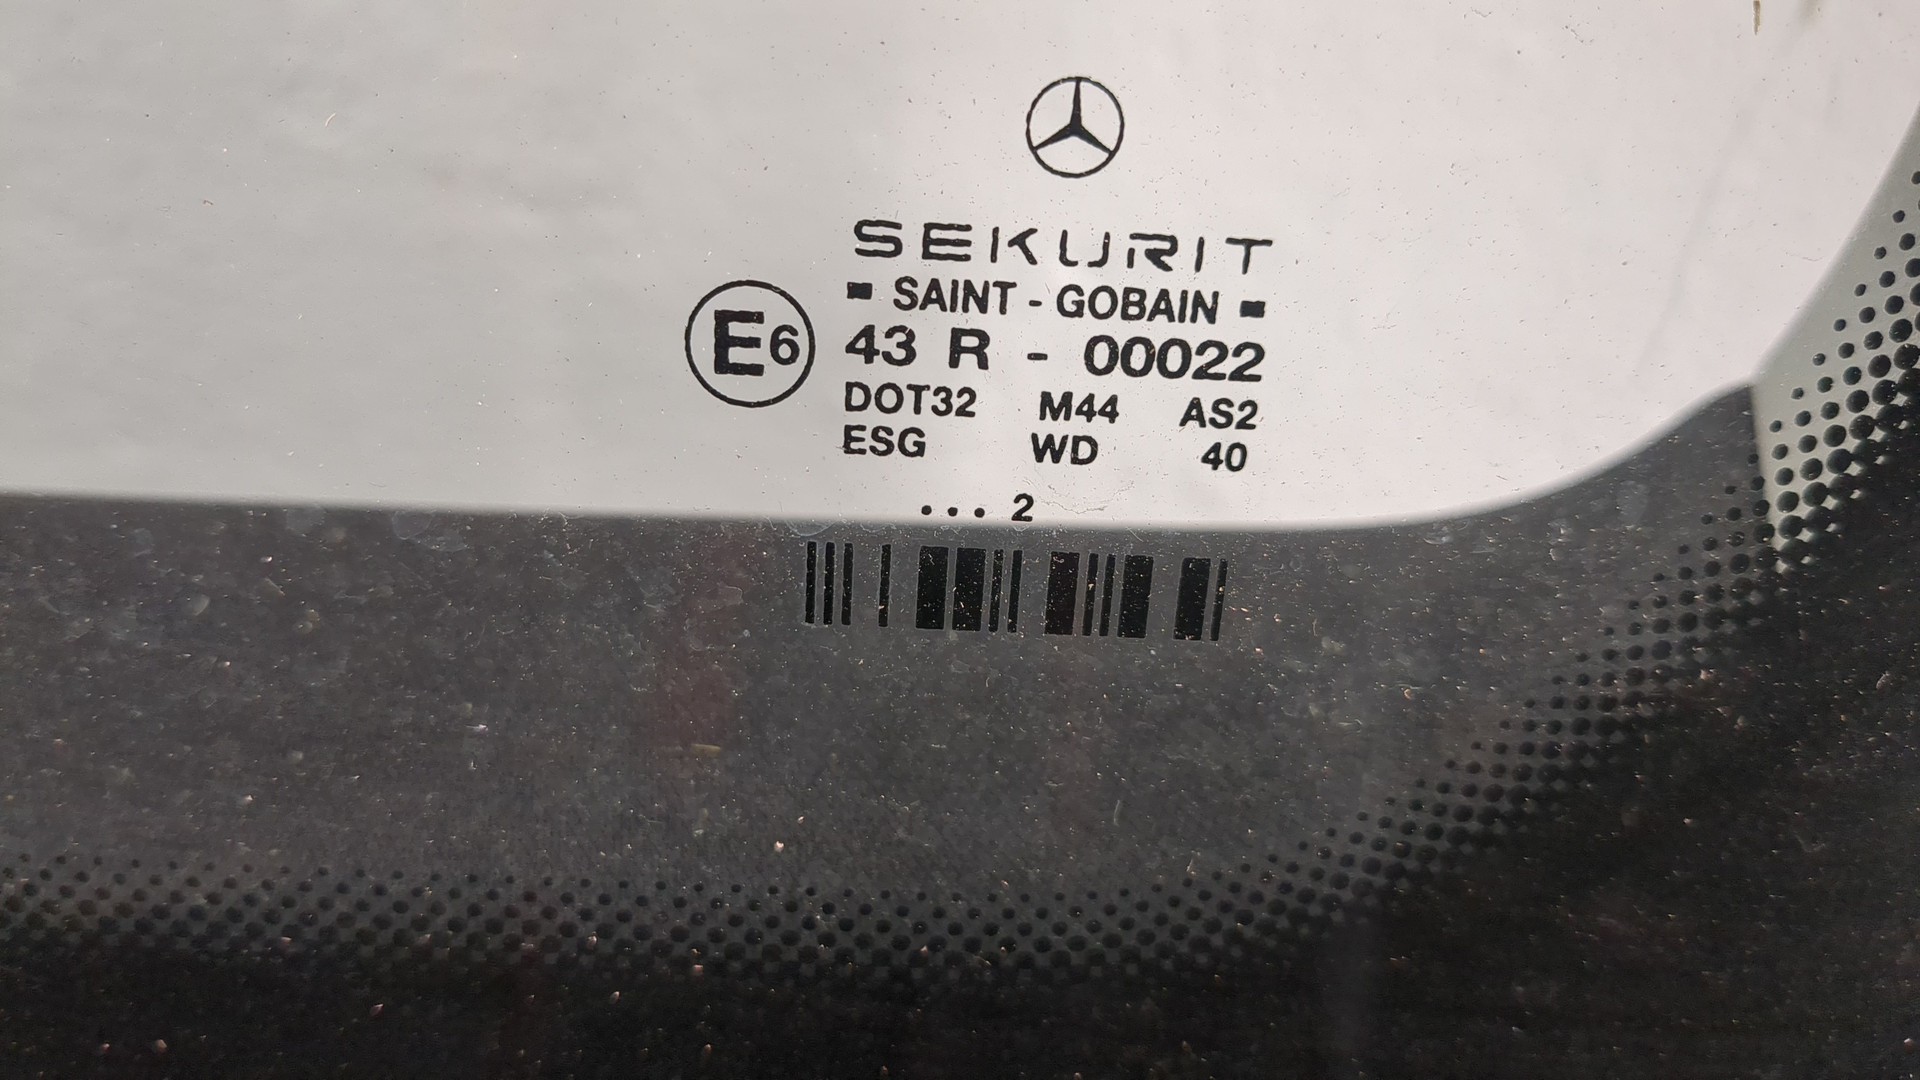 SEKURIT
SAINT - GOBAIN
E6 43 R - 00022
DOT32 M44 AS2
ESG WD 40
... 2